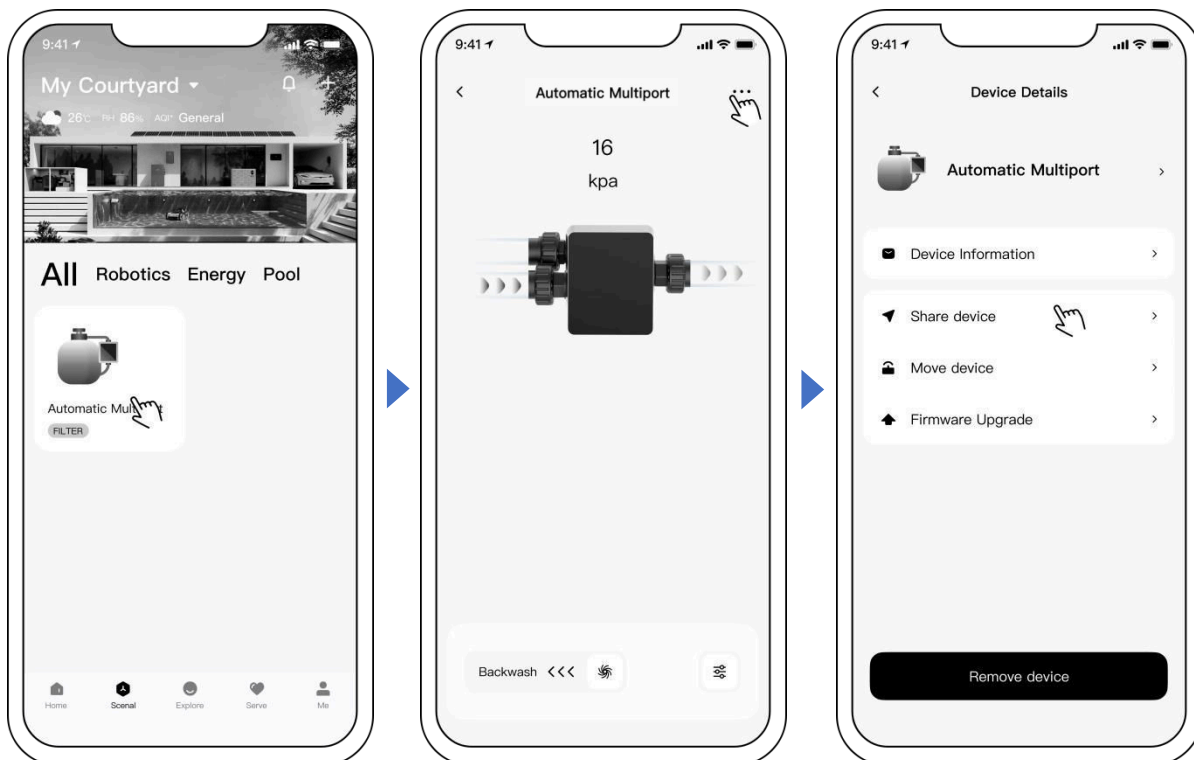 9:41
My Courtyard
26°C RH 86% AQI* General
All Robotics Energy Pool
Automatic
FILTER
Home Scenal Explore Serve Me
9:41
Automatic Multiport
16
kpa
Backwash <<<
9:41
Device Details
Automatic Multiport
Device Information
Share device
Move device
Firmware Upgrade
Remove device